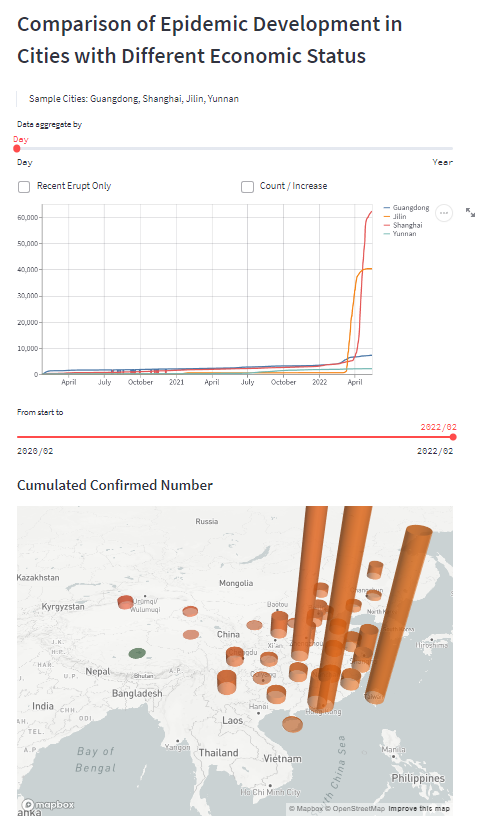 Comparison of Epidemic Development in
Cities with Different Economic Status
Sample Cities: Guangdong, Shanghai, Jilin, Yunnan
Data aggregate by
Day
Day
Year
Recent Erupt Only
Count / Increase
60,000
50,000
40,000
30,000
20,000
10,000
0
April
July
October
2021
April
July
October
2022
April
Guangdong
Jilin
Shanghai
Yunnan
From start to
2022/02
2020/02
2022/02
Cumulated Confirmed Number
Russia
Kazakhstan
Mongolia
Kyrgyzstan
Ürümqi/
Wulumuqi
Baotou
North
China
Xi'an
Hiroshima
J.K.
H.P.
HAR.
U.P.
Nepal
Bhutan
A.P.
Bangladesh
India
CHH.
ODI
TEL.
A.P.
Hanoi
Hong Kong
Laos
Bay of
Bengal
Yangon
Thailand
Vietnam
Manila
Philippines
Ho Chi Minh City
th China Sea
mapbox
© Mapbox © OpenStreetMap Improve this map